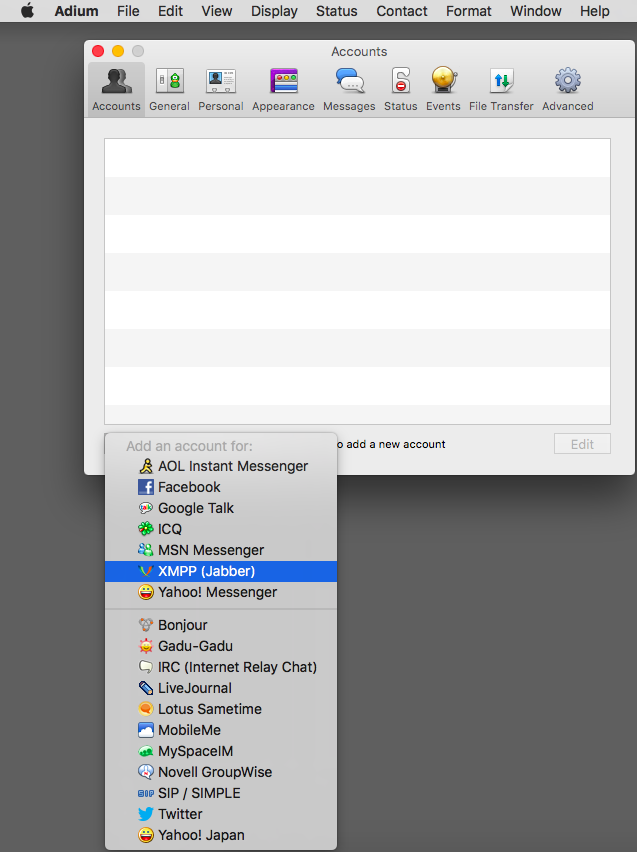 Adium File Edit View Display Status Contact Format Window Help
Accounts
Accounts General Personal Appearance Messages Status Events File Transfer Advanced
o add a new account
Edit
Add an account for:
AOL Instant Messenger
Facebook
Google Talk
ICQ
MSN Messenger
XMPP (Jabber)
Yahoo! Messenger
Bonjour
Gadu-Gadu
IRC (Internet Relay Chat)
LiveJournal
Lotus Sametime
MobileMe
MySpaceIM
Novell GroupWise
SIP / SIMPLE
Twitter
Yahoo! Japan